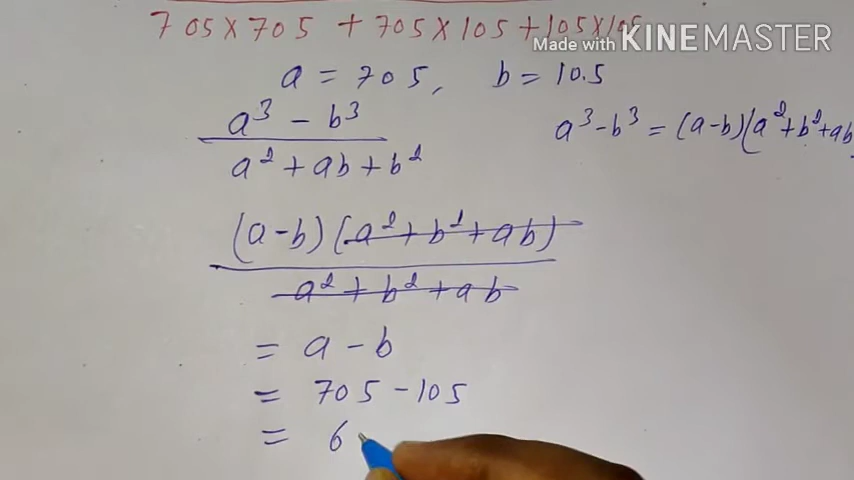 705×705 + 705×105+105×105
Made with KINEMASTER
a = 705, b = 10.5
a³ - b³
a³-b³ = (a-b)(a²+b²+ab
a² + ab + b²
(a-b) (a²+b²+ab)
a² + b² + ab
= a - b
= 705 - 105
= 6